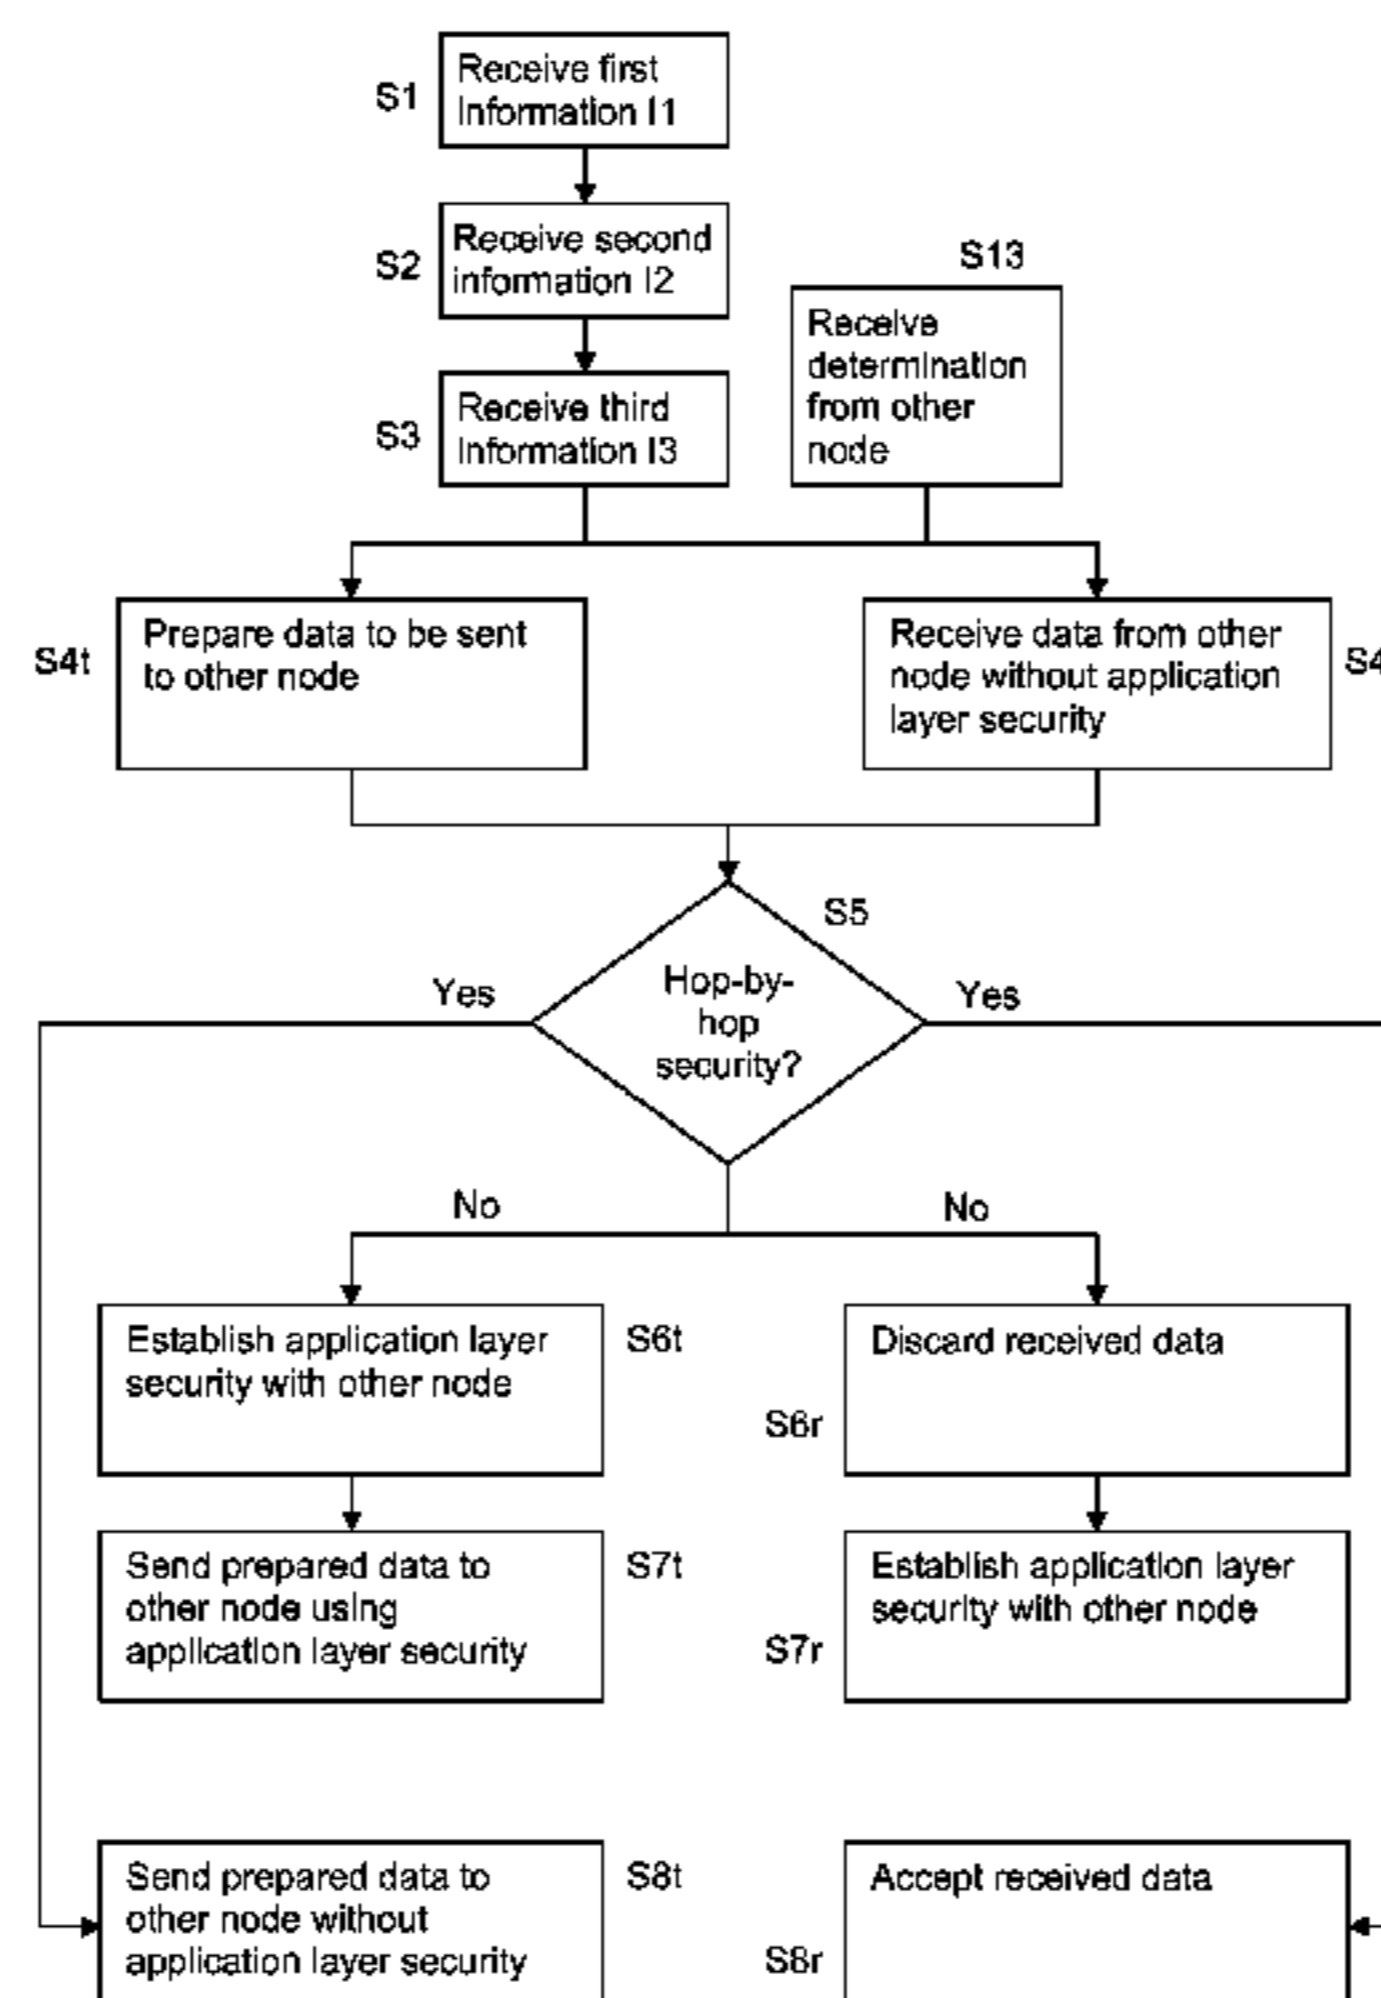 S1
Receive first
Information I1
S2
Receive second
information I2
S13
Receive
determination
from other
node
S3
Receive third
Information I3
S4t
Prepare data to be sent
to other node
Receive data from other
node without application
layer security
S4
S5
Hop-by-
hop
security?
Yes
Yes
No
No
Establish application layer
security with other node
S6t
Discard received data
S6r
Send prepared data to
other node using
application layer security
S7t
Establish application layer
security with other node
S7r
Send prepared data to
other node without
application layer security
S8t
Accept received data
S8r